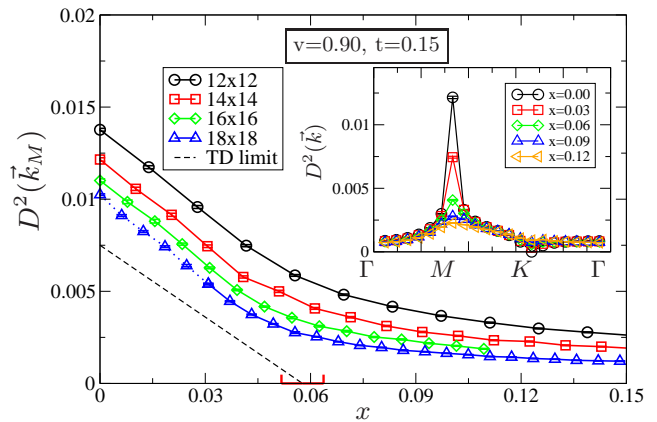 v=0.90, t=0.15
D²(k⃗_M)
0.02
0.015
0.01
0.005
0
12x12
14x14
16x16
18x18
TD limit
D²(k⃗)
0.01
0.005
0
x=0.00
x=0.03
x=0.06
x=0.09
x=0.12
Γ M K Γ
0 0.03 0.06 0.09 0.12 0.15
x